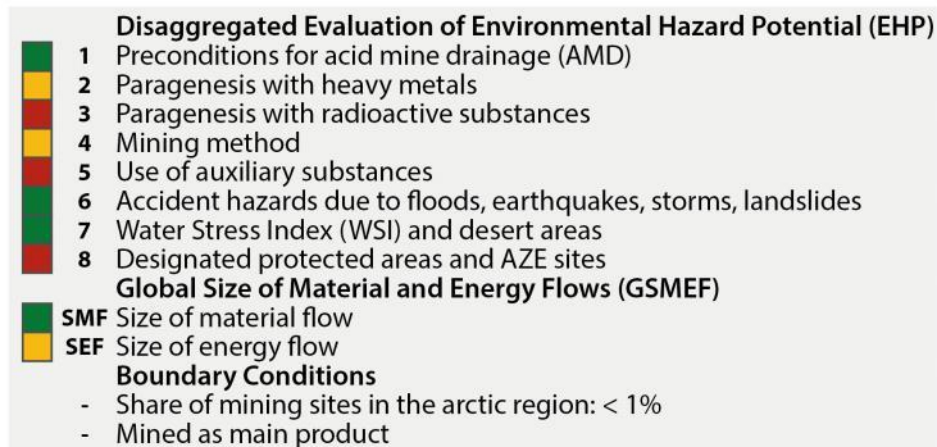 Disaggregated Evaluation of Environmental Hazard Potential (EHP)
1 Preconditions for acid mine drainage (AMD)
2 Paragenesis with heavy metals
3 Paragenesis with radioactive substances
4 Mining method
5 Use of auxiliary substances
6 Accident hazards due to floods, earthquakes, storms, landslides
7 Water Stress Index (WSI) and desert areas
8 Designated protected areas and AZE sites
Global Size of Material and Energy Flows (GSMEF)
SMF Size of material flow
SEF Size of energy flow
Boundary Conditions
- Share of mining sites in the arctic region: < 1%
- Mined as main product